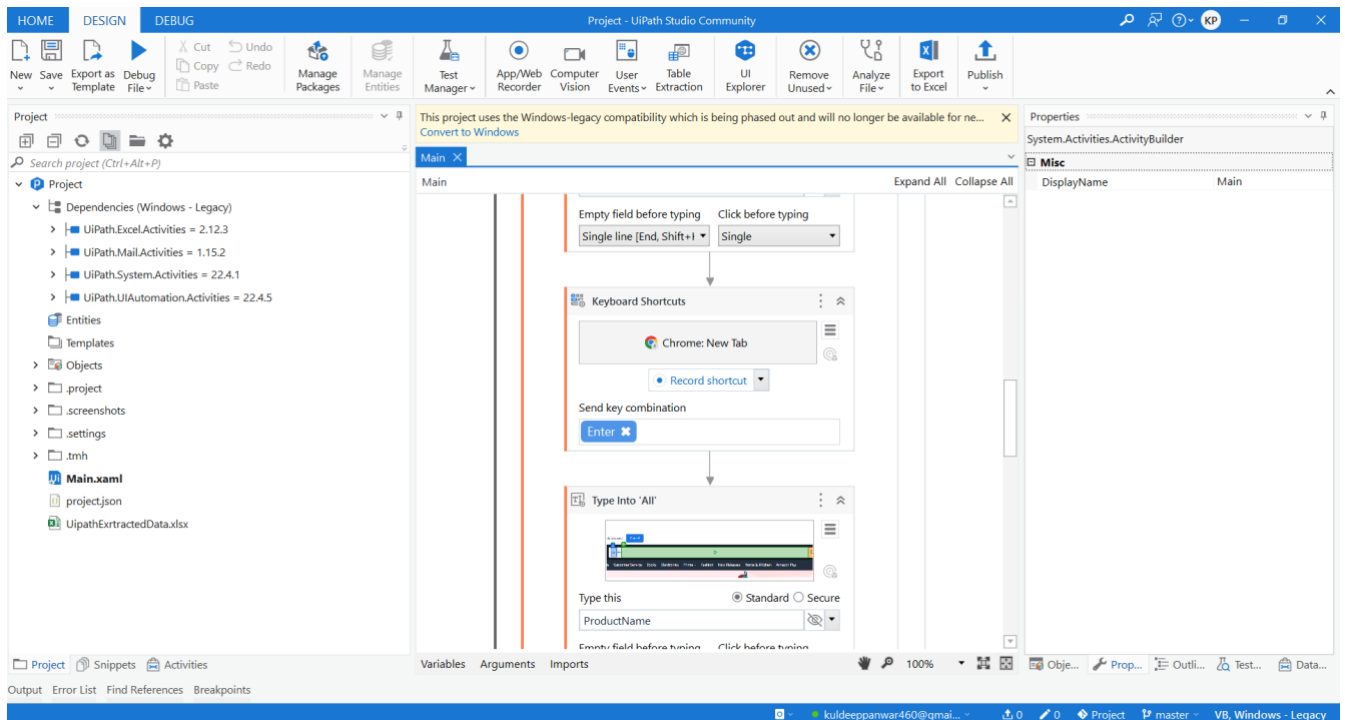 HOME DESIGN DEBUG Project - UiPath Studio Community KP
New Save Export as Template Debug File Cut Copy Paste Undo Redo Manage Packages Manage Entities Test Manager App/Web Recorder Computer Vision User Events Table Extraction UI Explorer Remove Unused Analyze File Export to Excel Publish
Project
Search project (Ctrl+Alt+P)
Project
Dependencies (Windows - Legacy)
UiPath.Excel.Activities = 2.12.3
UiPath.Mail.Activities = 1.15.2
UiPath.System.Activities = 22.4.1
UiPath.UIAutomation.Activities = 22.4.5
Entities
Templates
Objects
.project
.screenshots
.settings
.tmh
Main.xaml
project.json
UipathExrtractedData.xlsx
Project Snippets Activities
This project uses the Windows-legacy compatibility which is being phased out and will no longer be available for ne...
Convert to Windows
Main
Main Expand All Collapse All
Empty field before typing Click before typing
Single line [End, Shift+H Single
Keyboard Shortcuts
Chrome: New Tab
Record shortcut
Send key combination
Enter
Type Into 'All'
Type this Standard Secure
ProductName
Empty field before typing Click before typing
Variables Arguments Imports 100%
Properties
System.Activities.ActivityBuilder
Misc
DisplayName Main
Obje... Prop... Outli... Test... Data...
Output Error List Find References Breakpoints
kuldeeppanwar460@gmai... 0 0 Project master VB, Windows - Legacy